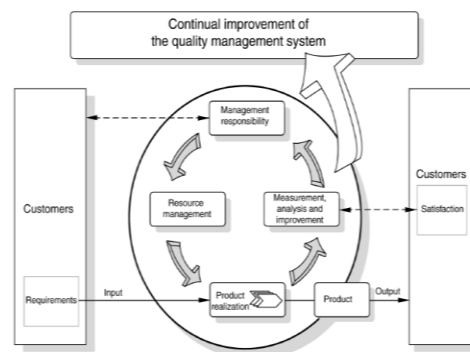 Continual improvement of
the quality management system
Management
responsibility
Customers
Resource
management
Measurement,
analysis and
improvement
Customers
Satisfaction
Requirements
Input
Product
realization
Product
Output